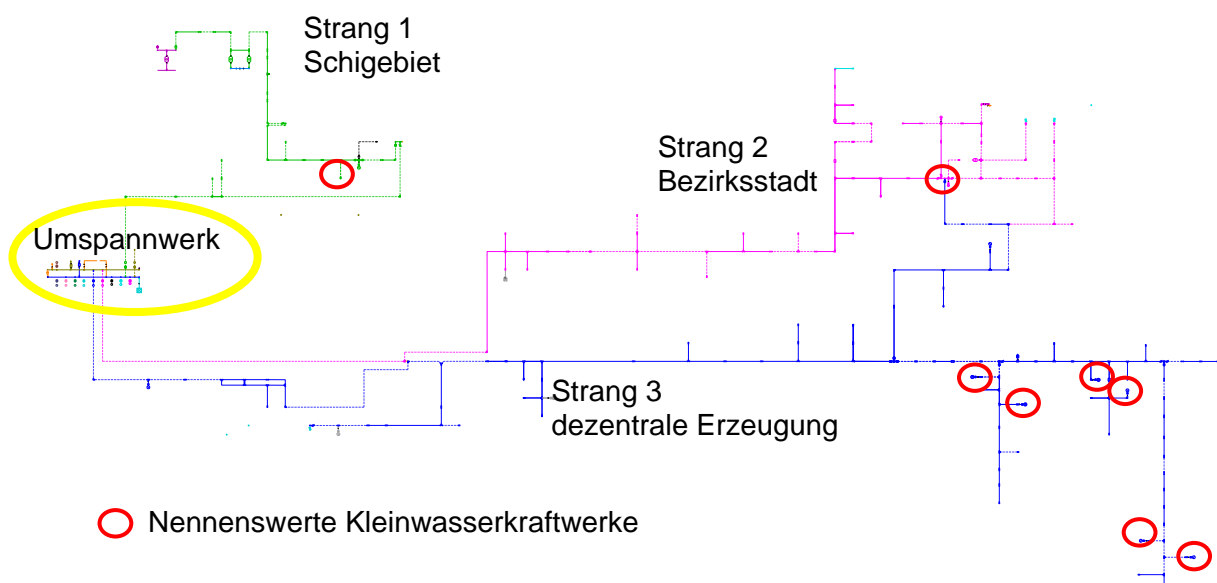 Strang 1
Schigebiet
Strang 2
Bezirksstadt
Umspannwerk
Strang 3
dezentrale Erzeugung
Nennenswerte Kleinwasserkraftwerke